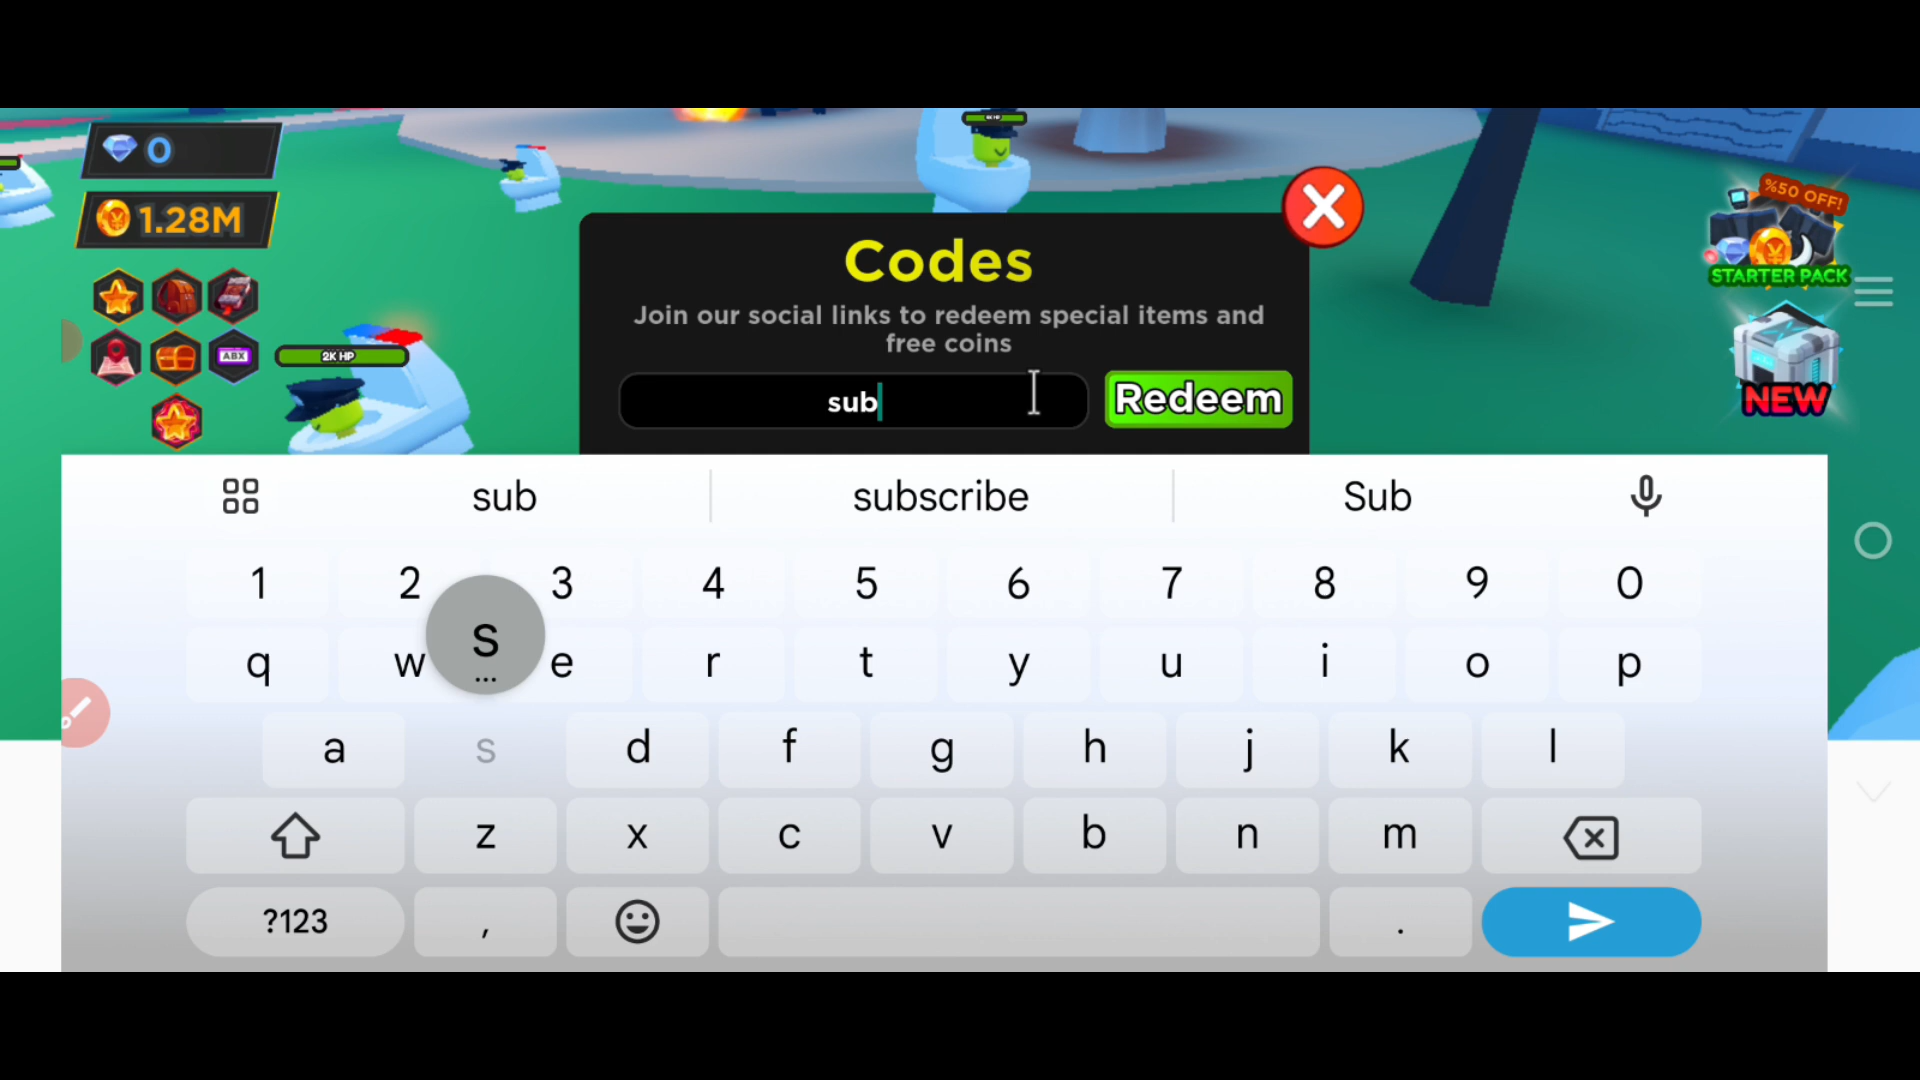 0
1.28M
%50 OFF!
STARTER PACK
NEW
ABX
2K HP
Codes
Join our social links to redeem special items and
free coins
sub
Redeem
sub
subscribe
Sub
1 2 3 4 5 6 7 8 9 0
s
...
q w e r t y u i o p
a s d f g h j k l
z x c v b n m
?123 , .